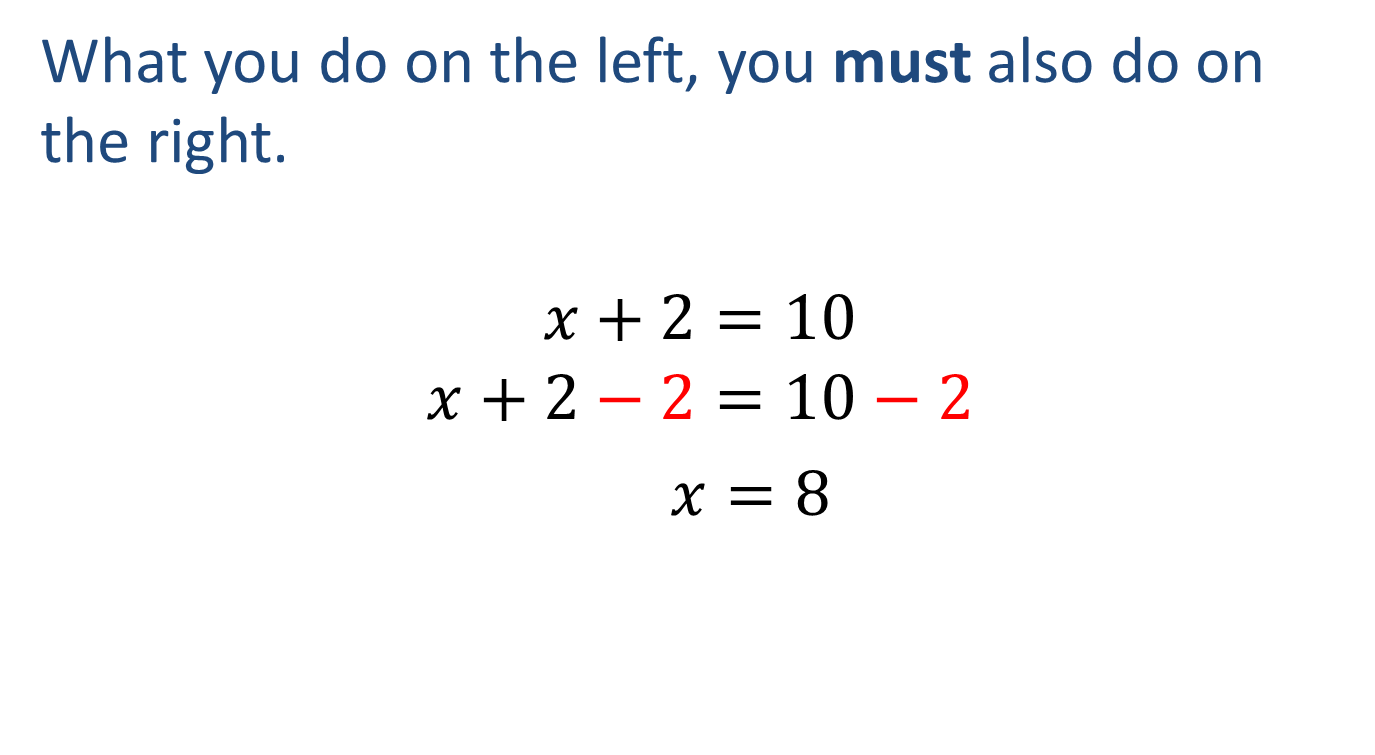 What you do on the left, you must also do on
the right.
x + 2 = 10
x + 2 − 2 = 10 − 2
x = 8